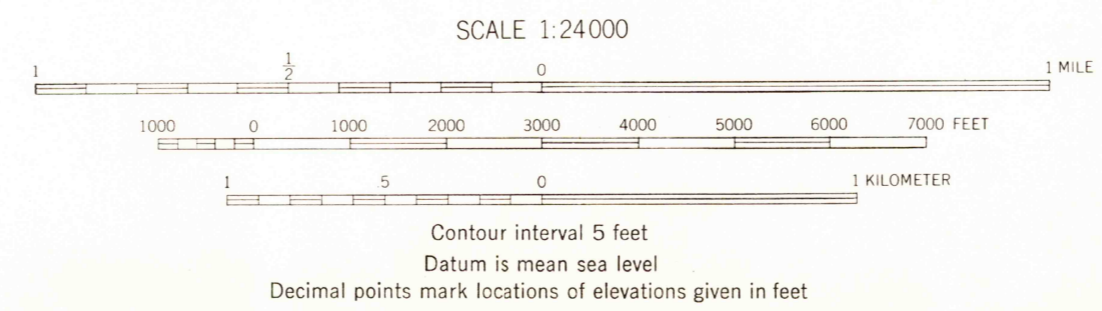 SCALE 1:24000
1 1/2 0 1 MILE
1000 0 1000 2000 3000 4000 5000 6000 7000 FEET
1 .5 0 1 KILOMETER
Contour interval 5 feet
Datum is mean sea level
Decimal points mark locations of elevations given in feet